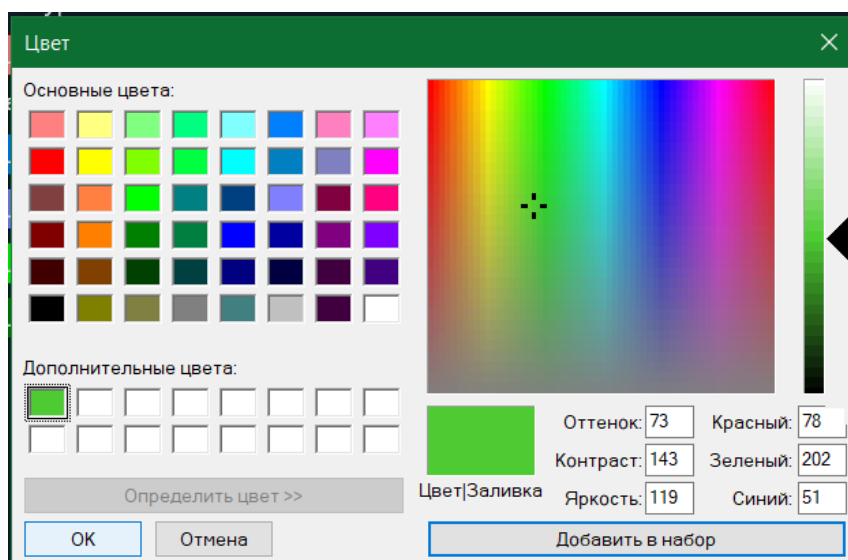 Цвет
Основные цвета:
Дополнительные цвета:
Определить цвет >>
OK
Отмена
Цвет|Заливка
Оттенок: 73
Контраст: 143
Яркость: 119
Красный: 78
Зеленый: 202
Синий: 51
Добавить в набор